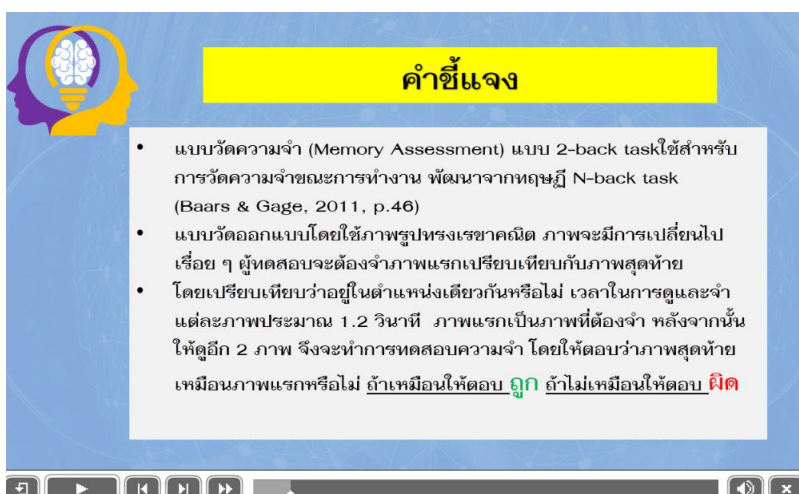 คำชี้แจง
• แบบวัดความจำ (Memory Assessment) แบบ 2-back taskใช้สำหรับ
การวัดความจำขณะการทำงาน พัฒนาจากทฤษฎี N-back task
(Baars & Gage, 2011, p.46)
• แบบวัดออกแบบโดยใช้ภาพรูปทรงเรขาคณิต ภาพจะมีการเปลี่ยนไป
เรื่อย ๆ ผู้ทดสอบจะต้องจำภาพแรกเปรียบเทียบกับภาพสุดท้าย
• โดยเปรียบเทียบว่าอยู่ในตำแหน่งเดียวกันหรือไม่ เวลาในการดูและจำ
แต่ละภาพประมาณ 1.2 วินาที ภาพแรกเป็นภาพที่ต้องจำ หลังจากนั้น
ให้ดูอีก 2 ภาพ จึงจะทำการทดสอบความจำ โดยให้ตอบว่าภาพสุดท้าย
เหมือนภาพแรกหรือไม่ ถ้าเหมือนให้ตอบ ถูก ถ้าไม่เหมือนให้ตอบ ผิด